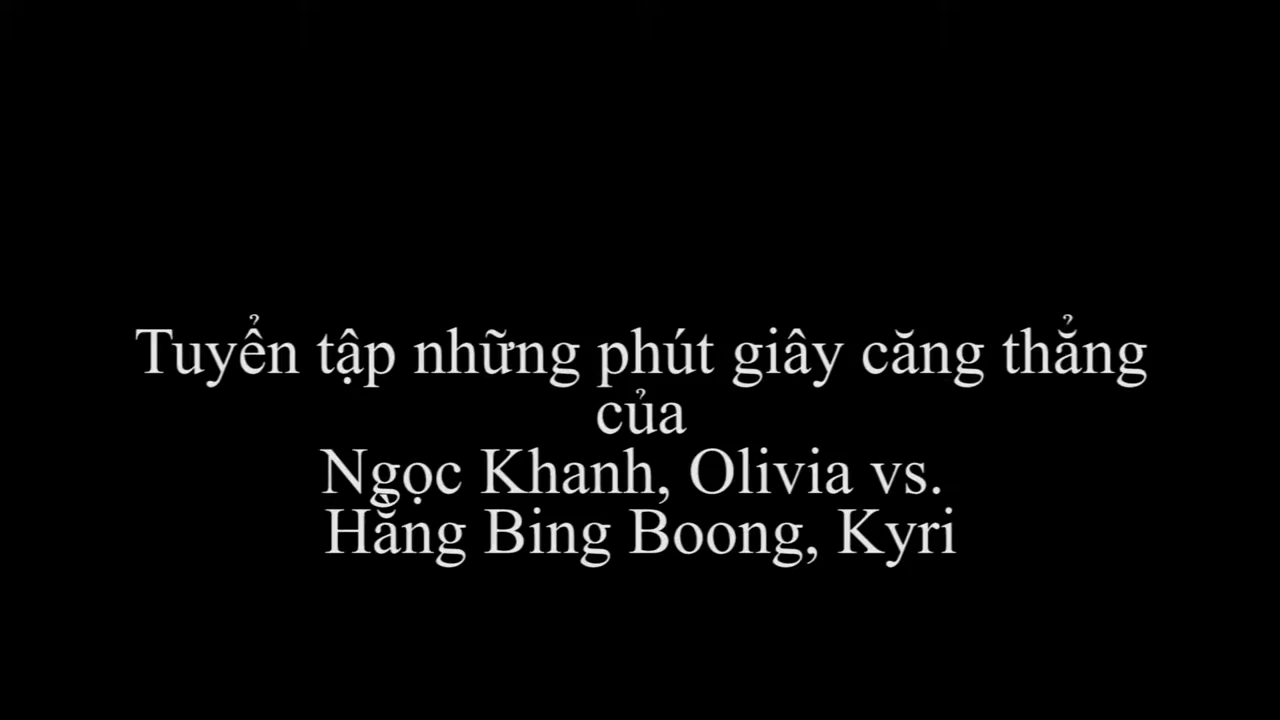 Tuyển tập những phút giây căng thẳng
của
Ngọc Khanh, Olivia vs.
Hằng Bing Boong, Kyri